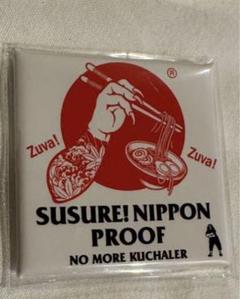 ®
Zuva!
Zuva!
SUSURE! NIPPON
PROOF
NO MORE KUCHALER